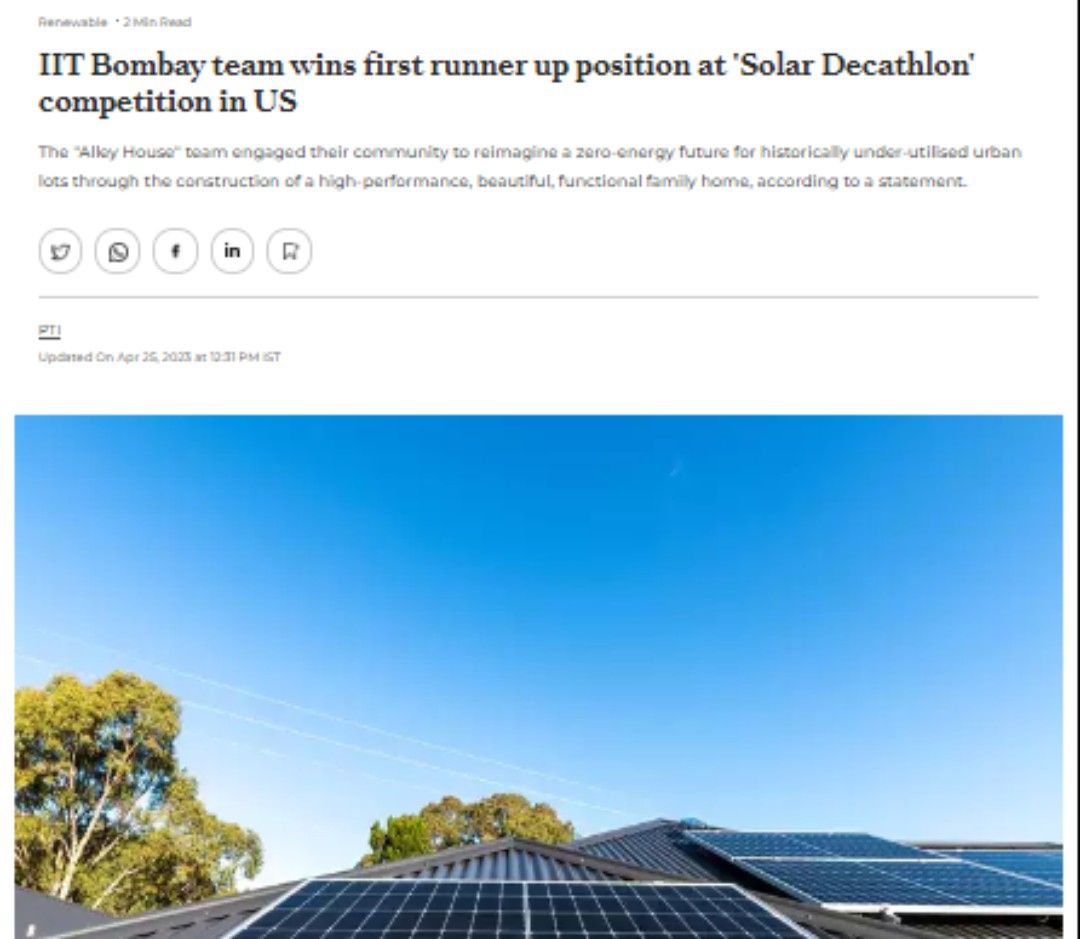 Renewable • 2 Min Read
IIT Bombay team wins first runner up position at 'Solar Decathlon'
competition in US
The "Alley House" team engaged their community to reimagine a zero-energy future for historically under-utilised urban
lots through the construction of a high-performance, beautiful, functional family home, according to a statement.
f in
PTI
Updated On Apr 25, 2023 at 12:31 PM IST